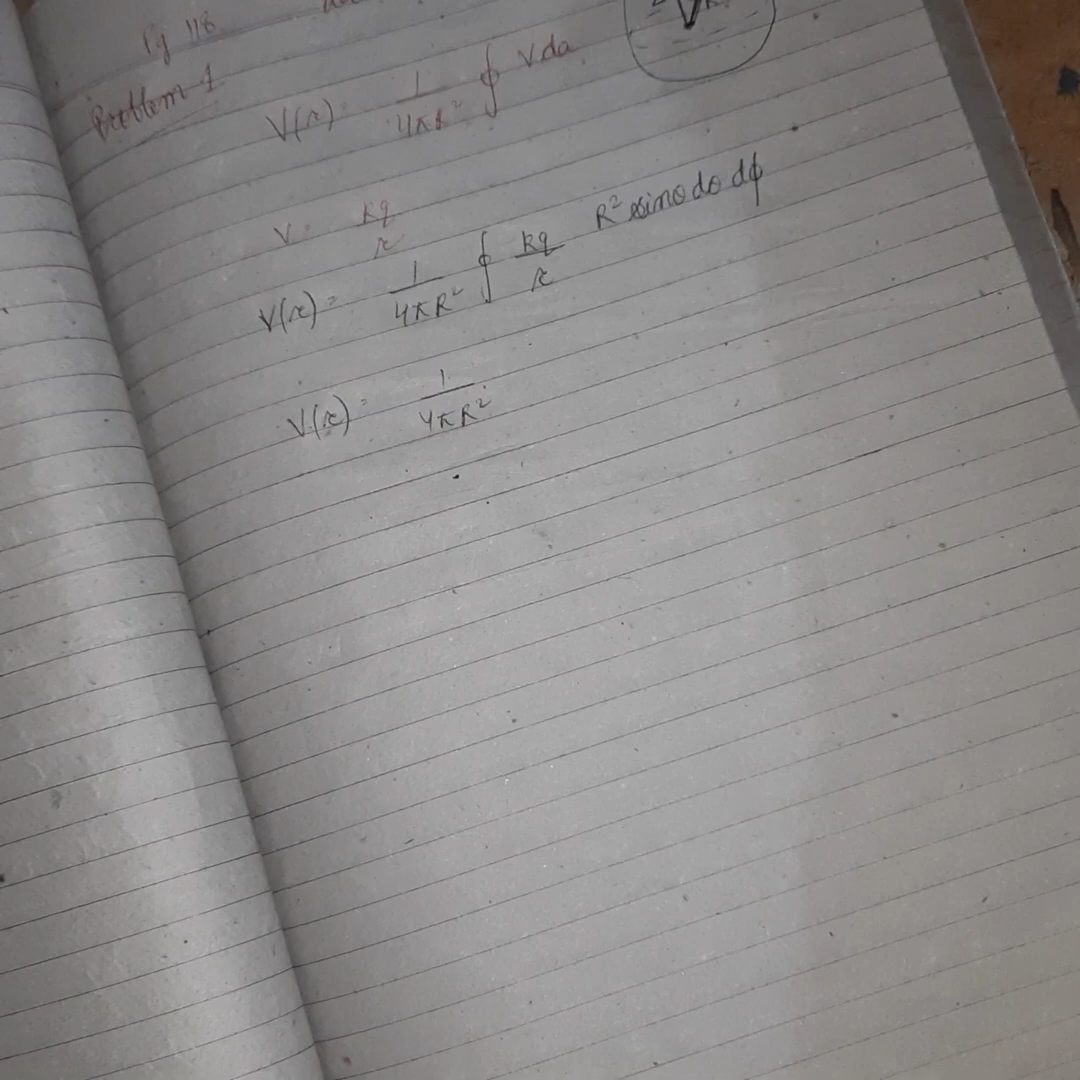 Pg 118
Problem-1
V(r) = 1/4πR² ∮ V da
V = kq/r
V(r) = 1/4πR² ∮ kq/r R² sinθ dθ dϕ
V(r) = 1/4πR²